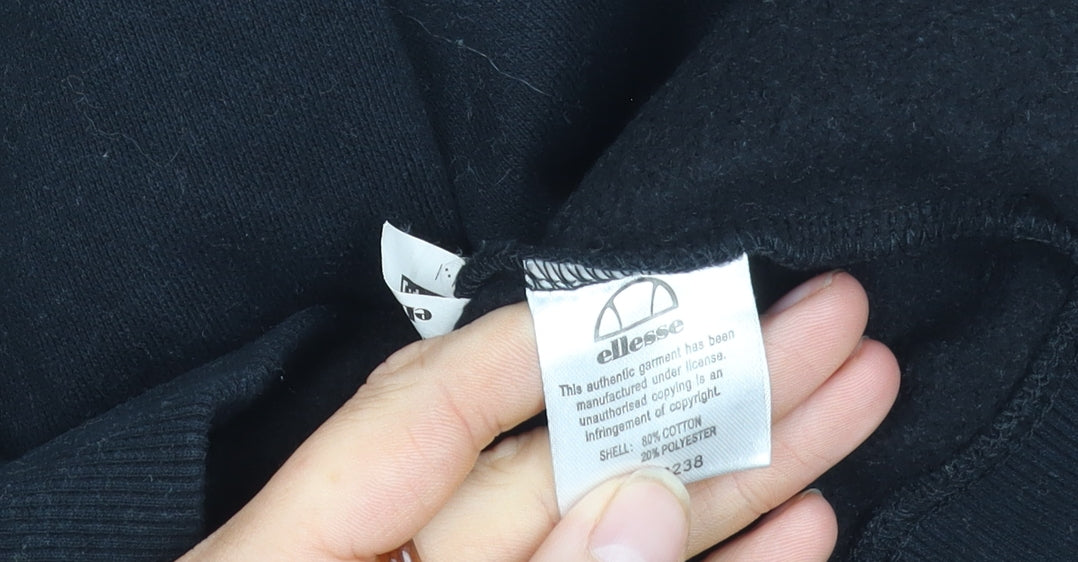 ellesse
This authentic garment has been
manufactured under license.
unauthorised copying is an
infringement of copyright.
SHELL: 80% COTTON
20% POLYESTER
238